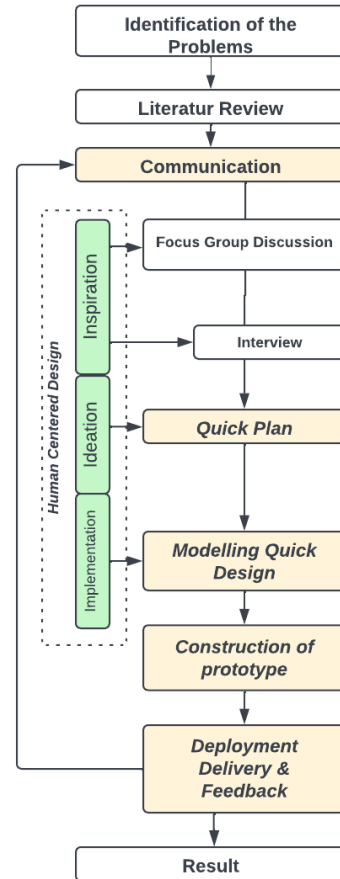 Identification of the
Problems
Literatur Review
Communication
Focus Group Discussion
Inspiration
Interview
Human Centered Design
Ideation
Quick Plan
Implementation
Modelling Quick
Design
Construction of
prototype
Deployment
Delivery &
Feedback
Result